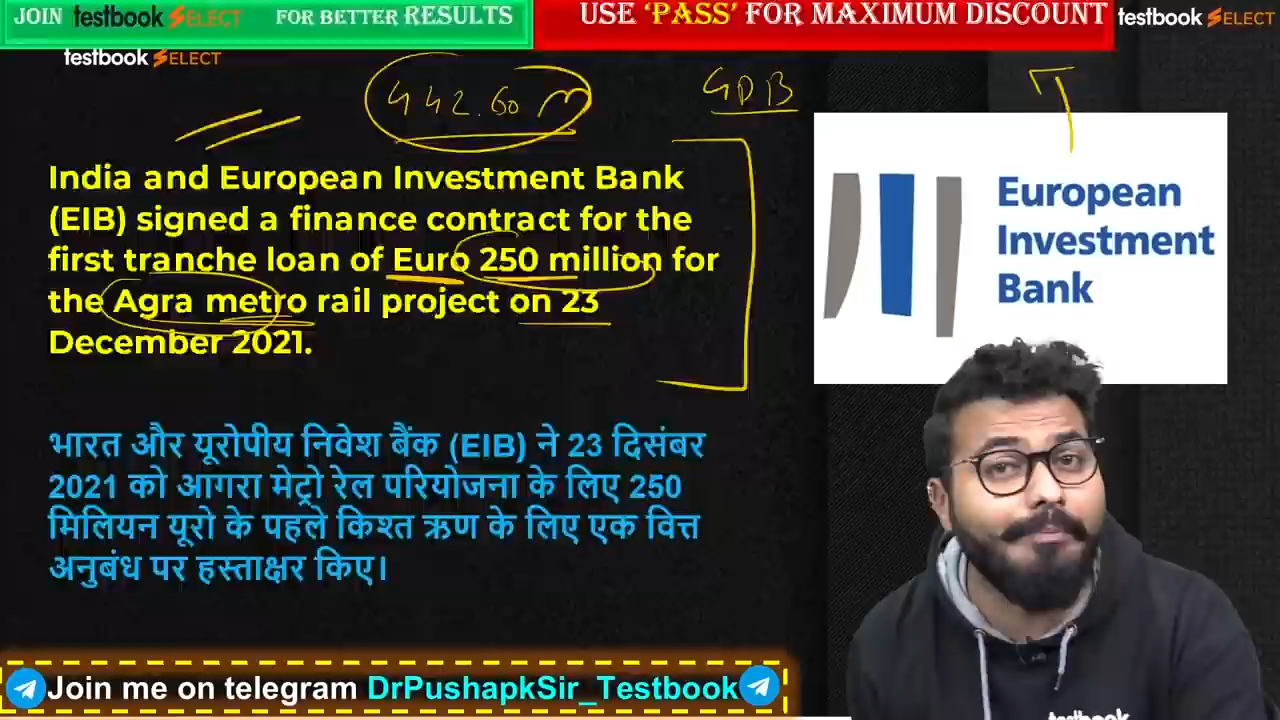 JOIN testbook SELECT FOR BETTER RESULTS USE ‘PASS’ FOR MAXIMUM DISCOUNT testbook SELECT
testbook SELECT
442.60 m
India and European Investment Bank
(EIB) signed a finance contract for the
first tranche loan of Euro 250 million for
the Agra metro rail project on 23
December 2021.
European
Investment
Bank
भारत और यूरोपीय निवेश बैंक (EIB) ने 23 दिसंबर
2021 को आगरा मेट्रो रेल परियोजना के लिए 250
मिलियन यूरो के पहले किश्त ऋण के लिए एक वित्त
अनुबंध पर हस्ताक्षर किए।
Join me on telegram DrPushapkSir_Testbook
testbook